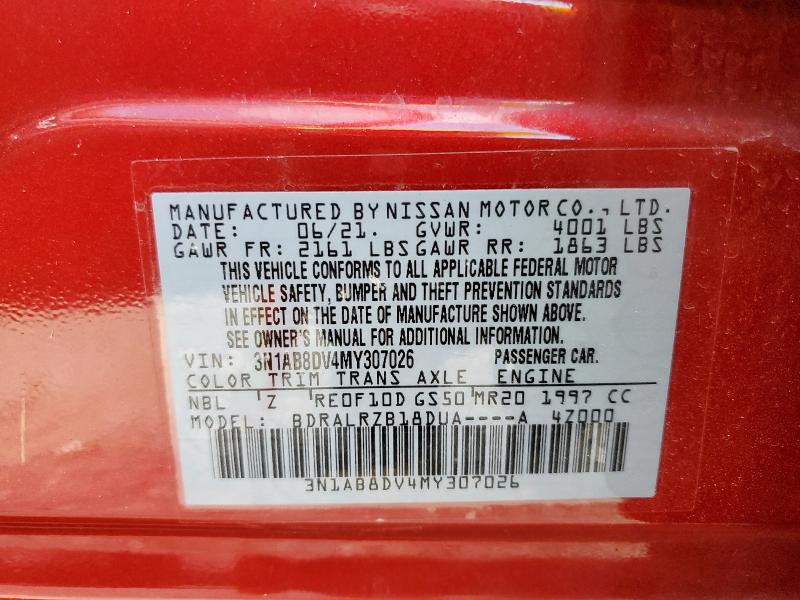 MANUFACTURED BY NISSAN MOTOR CO., LTD.
DATE: 06/21. GVWR: 4001 LBS
GAWR FR: 2161 LBS GAWR RR: 1863 LBS
THIS VEHICLE CONFORMS TO ALL APPLICABLE FEDERAL MOTOR
VEHICLE SAFETY, BUMPER AND THEFT PREVENTION STANDARDS
IN EFFECT ON THE DATE OF MANUFACTURE SHOWN ABOVE.
SEE OWNER'S MANUAL FOR ADDITIONAL INFORMATION.
VIN: 3N1AB8DV4MY307026 PASSENGER CAR.
COLOR TRIM TRANS AXLE ENGINE
NBL Z RE0F10D GS50 MR20 1997 CC
MODEL: BDRALRZB18DUA----A 4Z000
3N1AB8DV4MY307026